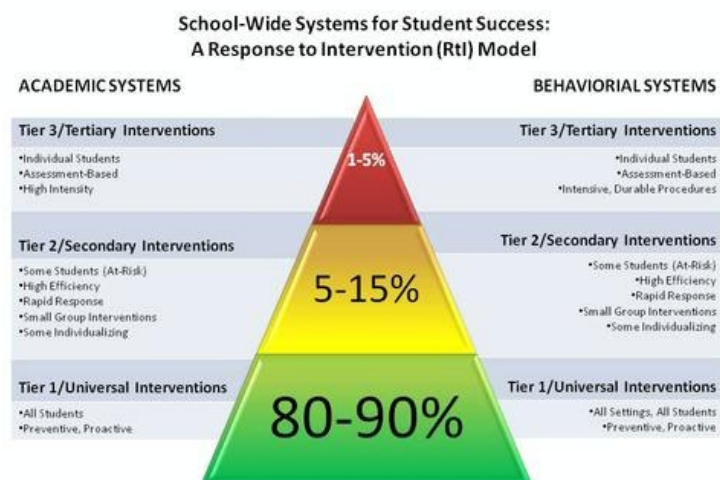 School-Wide Systems for Student Success:
A Response to Intervention (RtI) Model
ACADEMIC SYSTEMS
BEHAVIORIAL SYSTEMS
Tier 3/Tertiary Interventions
•Individual Students
•Assessment-Based
•High Intensity
1-5%
Tier 3/Tertiary Interventions
•Individual Students
•Assessment-Based
•Intensive, Durable Procedures
Tier 2/Secondary Interventions
•Some Students (At-Risk)
•High Efficiency
•Rapid Response
•Small Group Interventions
•Some Individualizing
5-15%
Tier 2/Secondary Interventions
•Some Students (At-Risk)
•High Efficiency
•Rapid Response
•Small Group Interventions
•Some Individualizing
Tier 1/Universal Interventions
•All Students
•Preventive, Proactive
80-90%
Tier 1/Universal Interventions
•All Settings, All Students
•Preventive, Proactive